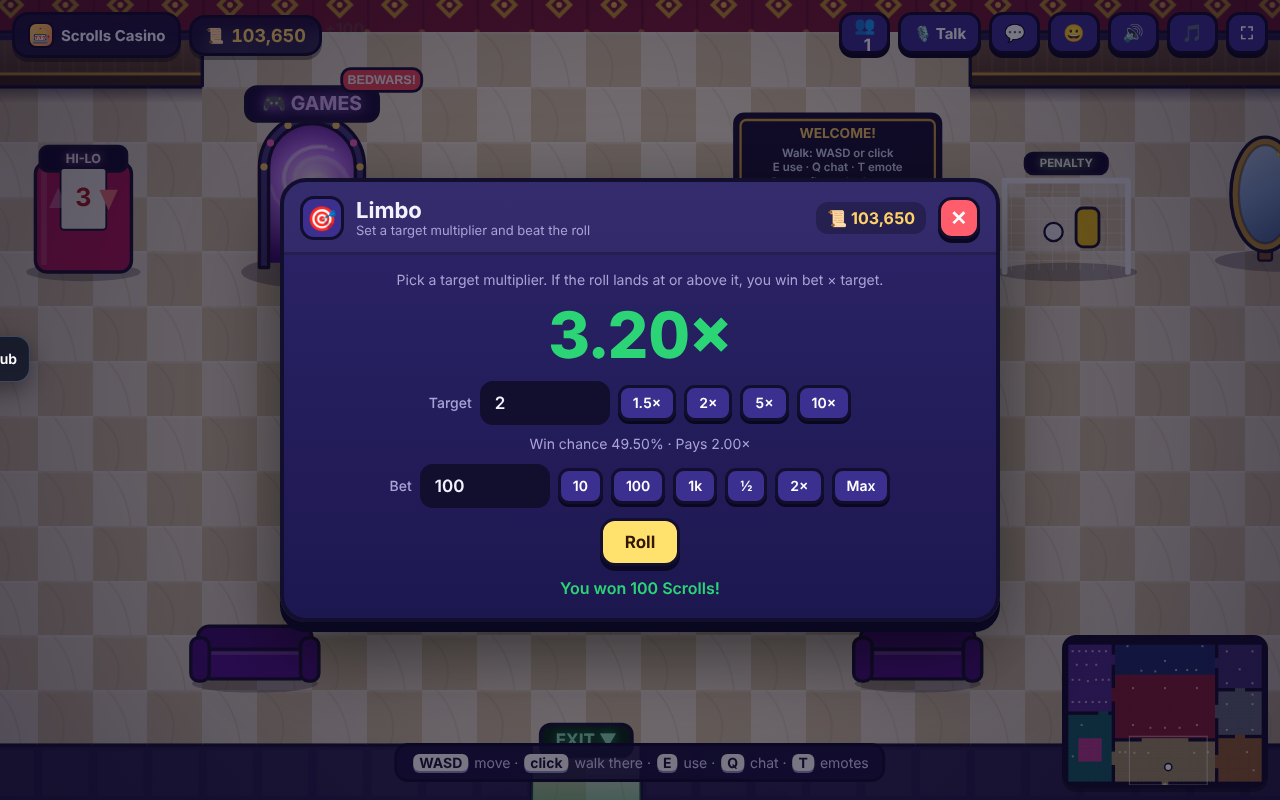 Scrolls Casino
103,650
+100
1
Talk
BEDWARS!
GAMES
HI-LO
3
WELCOME!
Walk: WASD or click
E use · Q chat · T emote
PENALTY
Limbo
Set a target multiplier and beat the roll
103,650
×
Pick a target multiplier. If the roll lands at or above it, you win bet × target.
3.20×
Target 2 1.5× 2× 5× 10×
Win chance 49.50% · Pays 2.00×
Bet 100 10 100 1k ½ 2× Max
Roll
You won 100 Scrolls!
ub
EXIT ▼
WASD move · click walk there · E use · Q chat · T emotes